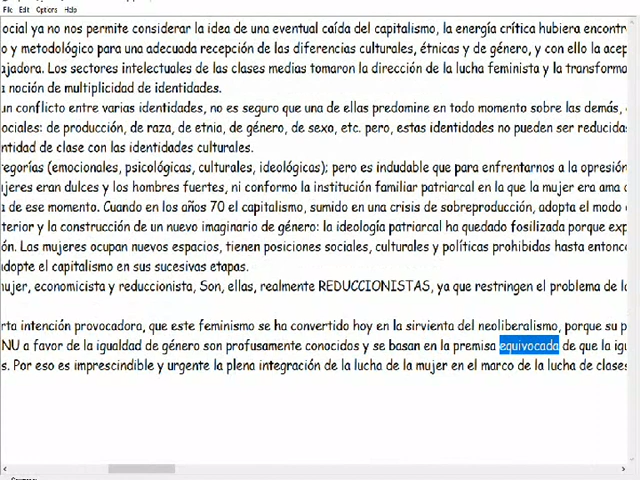 File Edit Options Help
ocial ya no nos permite considerar la idea de una eventual caída del capitalismo, la energía crítica hubiera encontr
o y metodológico para una adecuada recepción de las diferencias culturales, étnicas y de género, y con ello la acep
ajadora. Los sectores intelectuales de las clases medias tomaron la dirección de la lucha feminista y la transforma
a noción de multiplicidad de identidades.
un conflicto entre varias identidades, no es seguro que una de ellas predomine en todo momento sobre las demás,
ociales: de producción, de raza, de etnia, de género, de sexo, etc. pero, estas identidades no pueden ser reducidas
ntidad de clase con las identidades culturales.
regorías (emocionales, psicológicas, culturales, ideológicas); pero es indudable que para enfrentarnos a la opresión
ujeres eran dulces y los hombres fuertes, ni conformo la institución familiar patriarcal en la que la mujer era ama
a de ese momento. Cuando en los años 70 el capitalismo, sumido en una crisis de sobreproducción, adopta el modo
terior y la construcción de un nuevo imaginario de género: la ideología patriarcal ha quedado fosilizada porque exp
ón. Las mujeres ocupan nuevos espacios, tienen posiciones sociales, culturales y políticas prohibidas hasta entonce
adopte el capitalismo en sus sucesivas etapas.
ujer, economicista y reduccionista, Son, ellas, realmente REDUCCIONISTAS, ya que restringen el problema de l
rta intención provocadora, que este feminismo se ha convertido hoy en la sirvienta del neoliberalismo, porque su p
NU a favor de la igualdad de género son profusamente conocidos y se basan en la premisa equivocada de que la igu
s. Por eso es imprescindible y urgente la plena integración de la lucha de la mujer en el marco de la lucha de clases